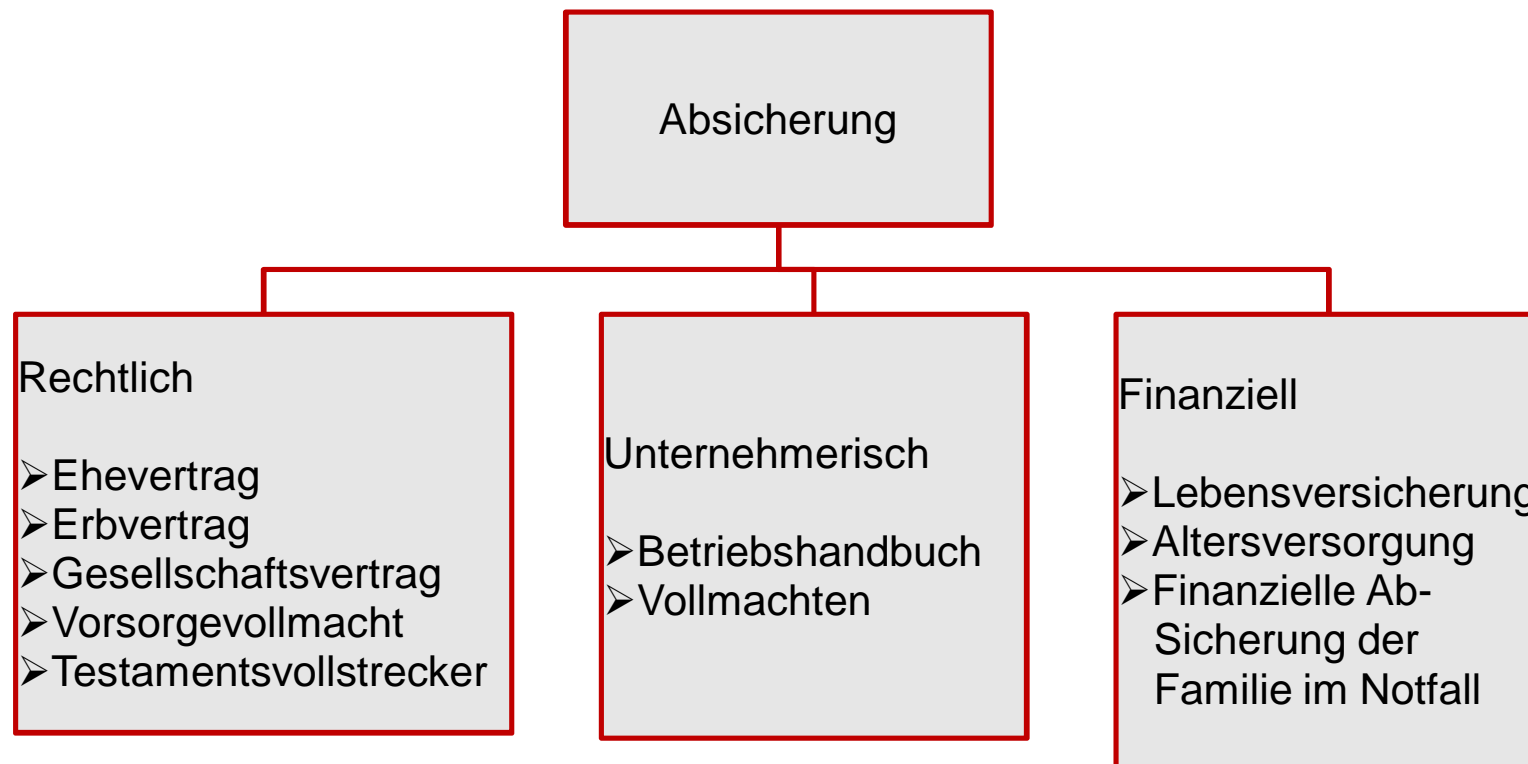 Absicherung
Rechtlich
➢Ehevertrag
➢Erbvertrag
➢Gesellschaftsvertrag
➢Vorsorgevollmacht
➢Testamentsvollstrecker
Unternehmerisch
➢Betriebshandbuch
➢Vollmachten
Finanziell
➢Lebensversicherung
➢Altersversorgung
➢Finanzielle Ab-
Sicherung der
Familie im Notfall